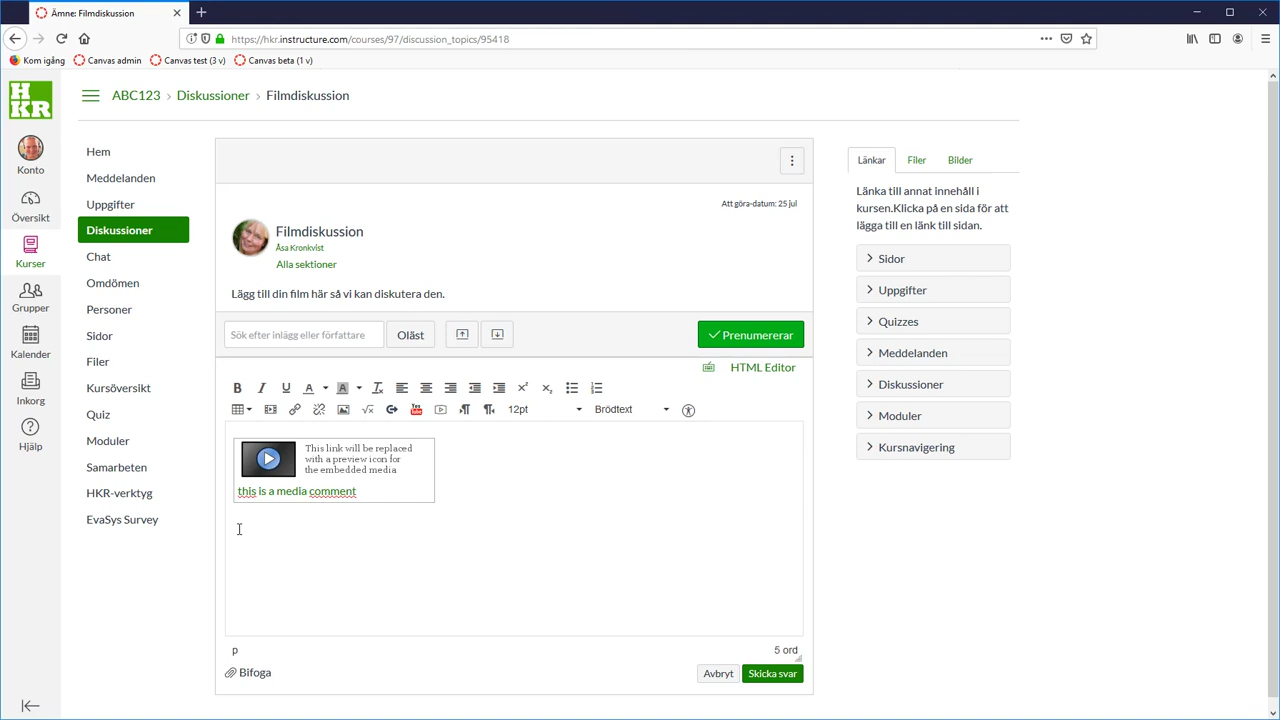 Ämne: Filmdiskussion
https://hkr.instructure.com/courses/97/discussion_topics/95418
Kom igång
Canvas admin
Canvas test (3 v)
Canvas beta (1 v)
HKR
Konto
Översikt
Kurser
Grupper
Kalender
Inkorg
Hjälp
ABC123 > Diskussioner > Filmdiskussion
Hem
Meddelanden
Uppgifter
Diskussioner
Chat
Omdömen
Personer
Sidor
Filer
Kursöversikt
Quiz
Moduler
Samarbeten
HKR-verktyg
EvaSys Survey
Att göra-datum: 25 jul
Filmdiskussion
Åsa Kronkvist
Alla sektioner
Lägg till din film här så vi kan diskutera den.
Sök efter inlägg eller författare
Oläst
Prenumererar
HTML Editor
12pt
Brödtext
This link will be replaced
with a preview icon for
the embedded media
this is a media comment
p
5 ord
Bifoga
Avbryt
Skicka svar
Länkar
Filer
Bilder
Länka till annat innehåll i
kursen.Klicka på en sida för att
lägga till en länk till sidan.
Sidor
Uppgifter
Quizzes
Meddelanden
Diskussioner
Moduler
Kursnavigering